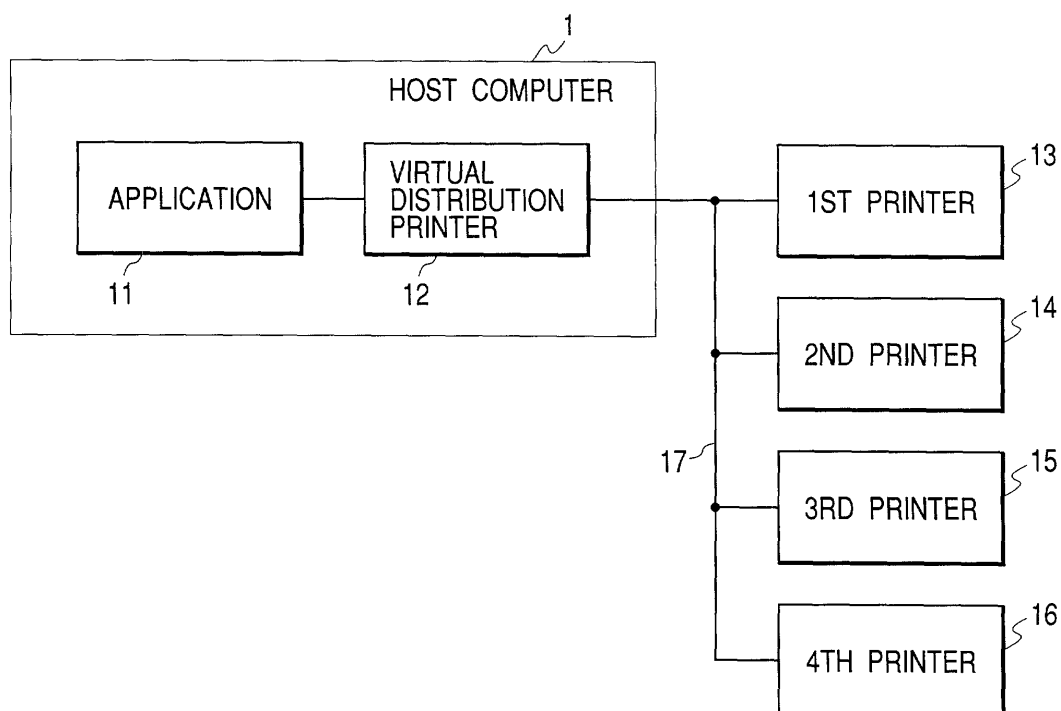 1
HOST COMPUTER
APPLICATION
11
VIRTUAL
DISTRIBUTION
PRINTER
12
1ST PRINTER
13
2ND PRINTER
14
17
3RD PRINTER
15
4TH PRINTER
16